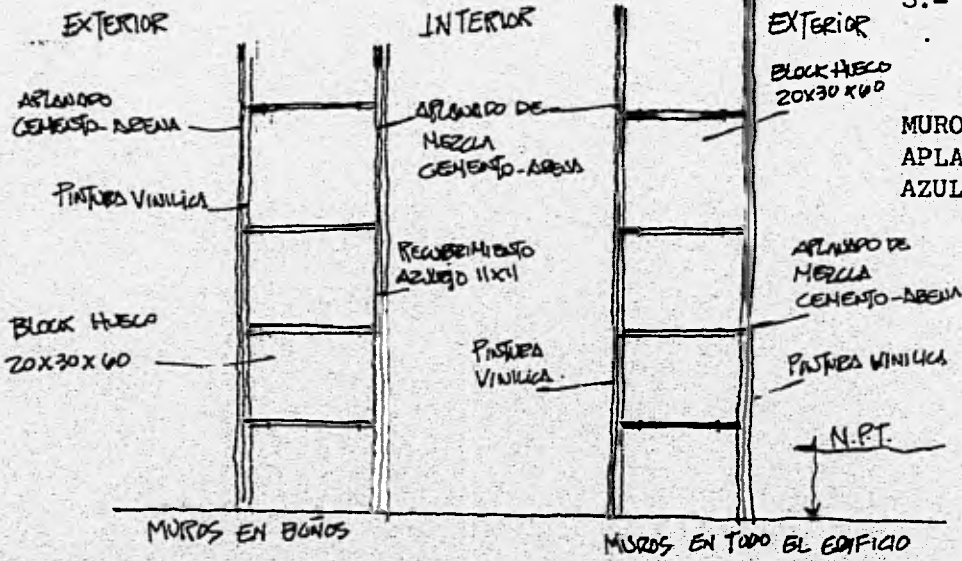 EXTERIOR
INTERIOR
EXTERIOR
APLANADO
CEMENTO-ARENA
PINTURA VINILICA
BLOCK HUECO
20X30X60
APLANADO DE
MEZCLA
CEMENTO-ARENA
RECUBRIMIENTO
AZULEJO 11X11
PINTURA
VINILICA.
BLOCK HUECO
20X30X60
APLANADO DE
MEZCLA
CEMENTO-ARENA
PINTURA VINILICA
N.P.T.
MUROS EN BAÑOS
MUROS EN TODO EL EDIFICIO
MURO
APLA
AZUL